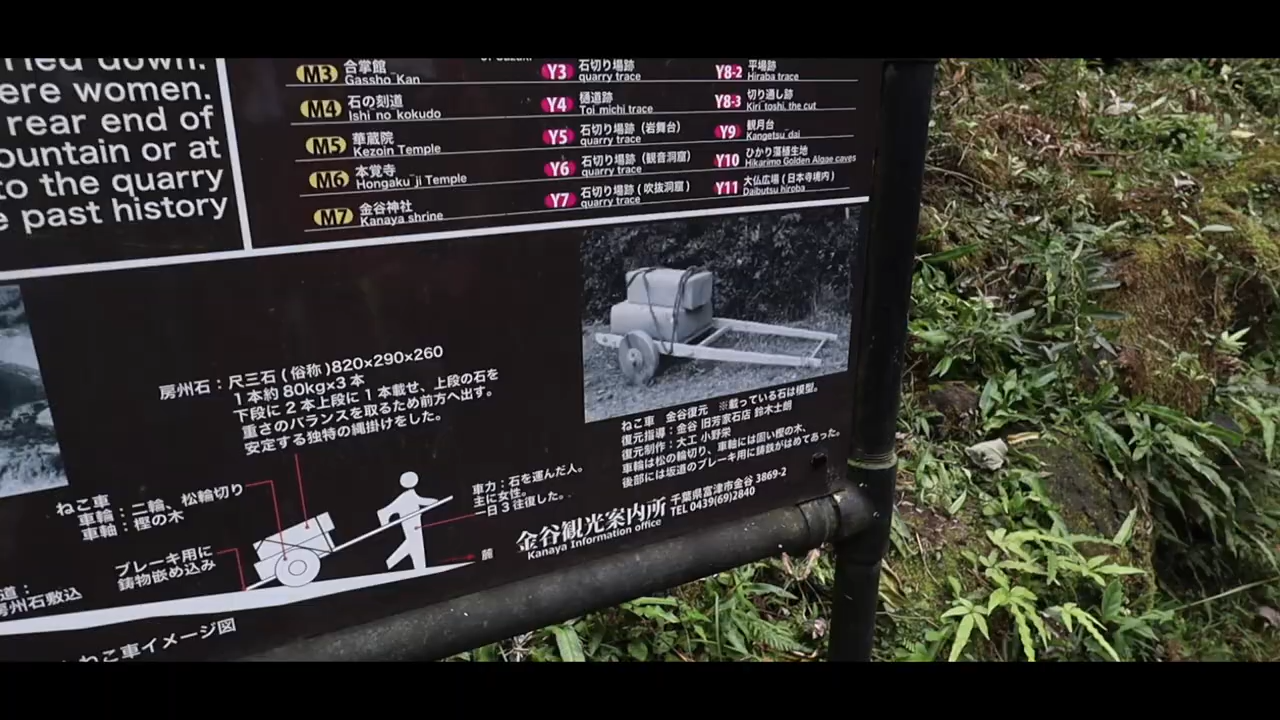 down.
ere women.
rear end of
ountain or at
to the quarry
past history
M3 合掌館
Gassho Kan
M4 石の刻道
Ishi no kokudo
M5 華蔵院
Kezoin Temple
M6 本覚寺
Hongaku ji Temple
M7 金谷神社
Kanaya shrine
Y3 石切り場跡
quarry trace
Y4 樋道跡
Toi michi trace
Y5 石切り場跡（岩舞台）
quarry trace
Y6 石切り場跡（観音洞窟）
quarry trace
Y7 石切り場跡（吹抜洞窟）
quarry trace
Y8-2 平場跡
Hiraba trace
Y8-3 切り通し跡
Kiri toshi, the cut
Y9 観月台
Kangetsu dai
Y10 ひかり藻植生地
Hikarimo Golden Algae caves
Y11 大仏広場（日本寺境内）
Daibutsu hiroba
房州石：尺三石（俗称）820×290×260
1本約80kg×3本
下段に2本上段に1本載せ、上段の石を
重さのバランスを取るため前方へ出す。
安定する独特の縄掛けをした。
ねこ車
車輪：二輪、松輪切り
車軸：樫の木
ブレーキ用に
鋳物嵌め込み
道：
房州石敷込
車力：石を運んだ人。
主に女性。
一日3往復した。
麓
ねこ車イメージ図
ねこ車 金谷復元 ※載っている石は模型。
復元指導：金谷 旧芳家石店 鈴木士朗
復元制作：大工 小野栄
車輪は松の輪切り、車軸には固い樫の木、
後部には坂道のブレーキ用に鋳鉄がはめてあった。
金谷観光案内所
Kanaya Information office
千葉県富津市金谷 3869-2
TEL 0439(69)2840